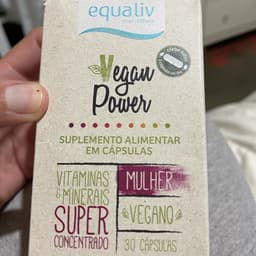 equaliv
Vegan
Power
SUPLEMENTO ALIMENTAR
EM CÁPSULAS
VITAMINAS
& MINERAIS
SUPER
CONCENTRADO
MULHER
VEGANO
30 CÁPSULAS